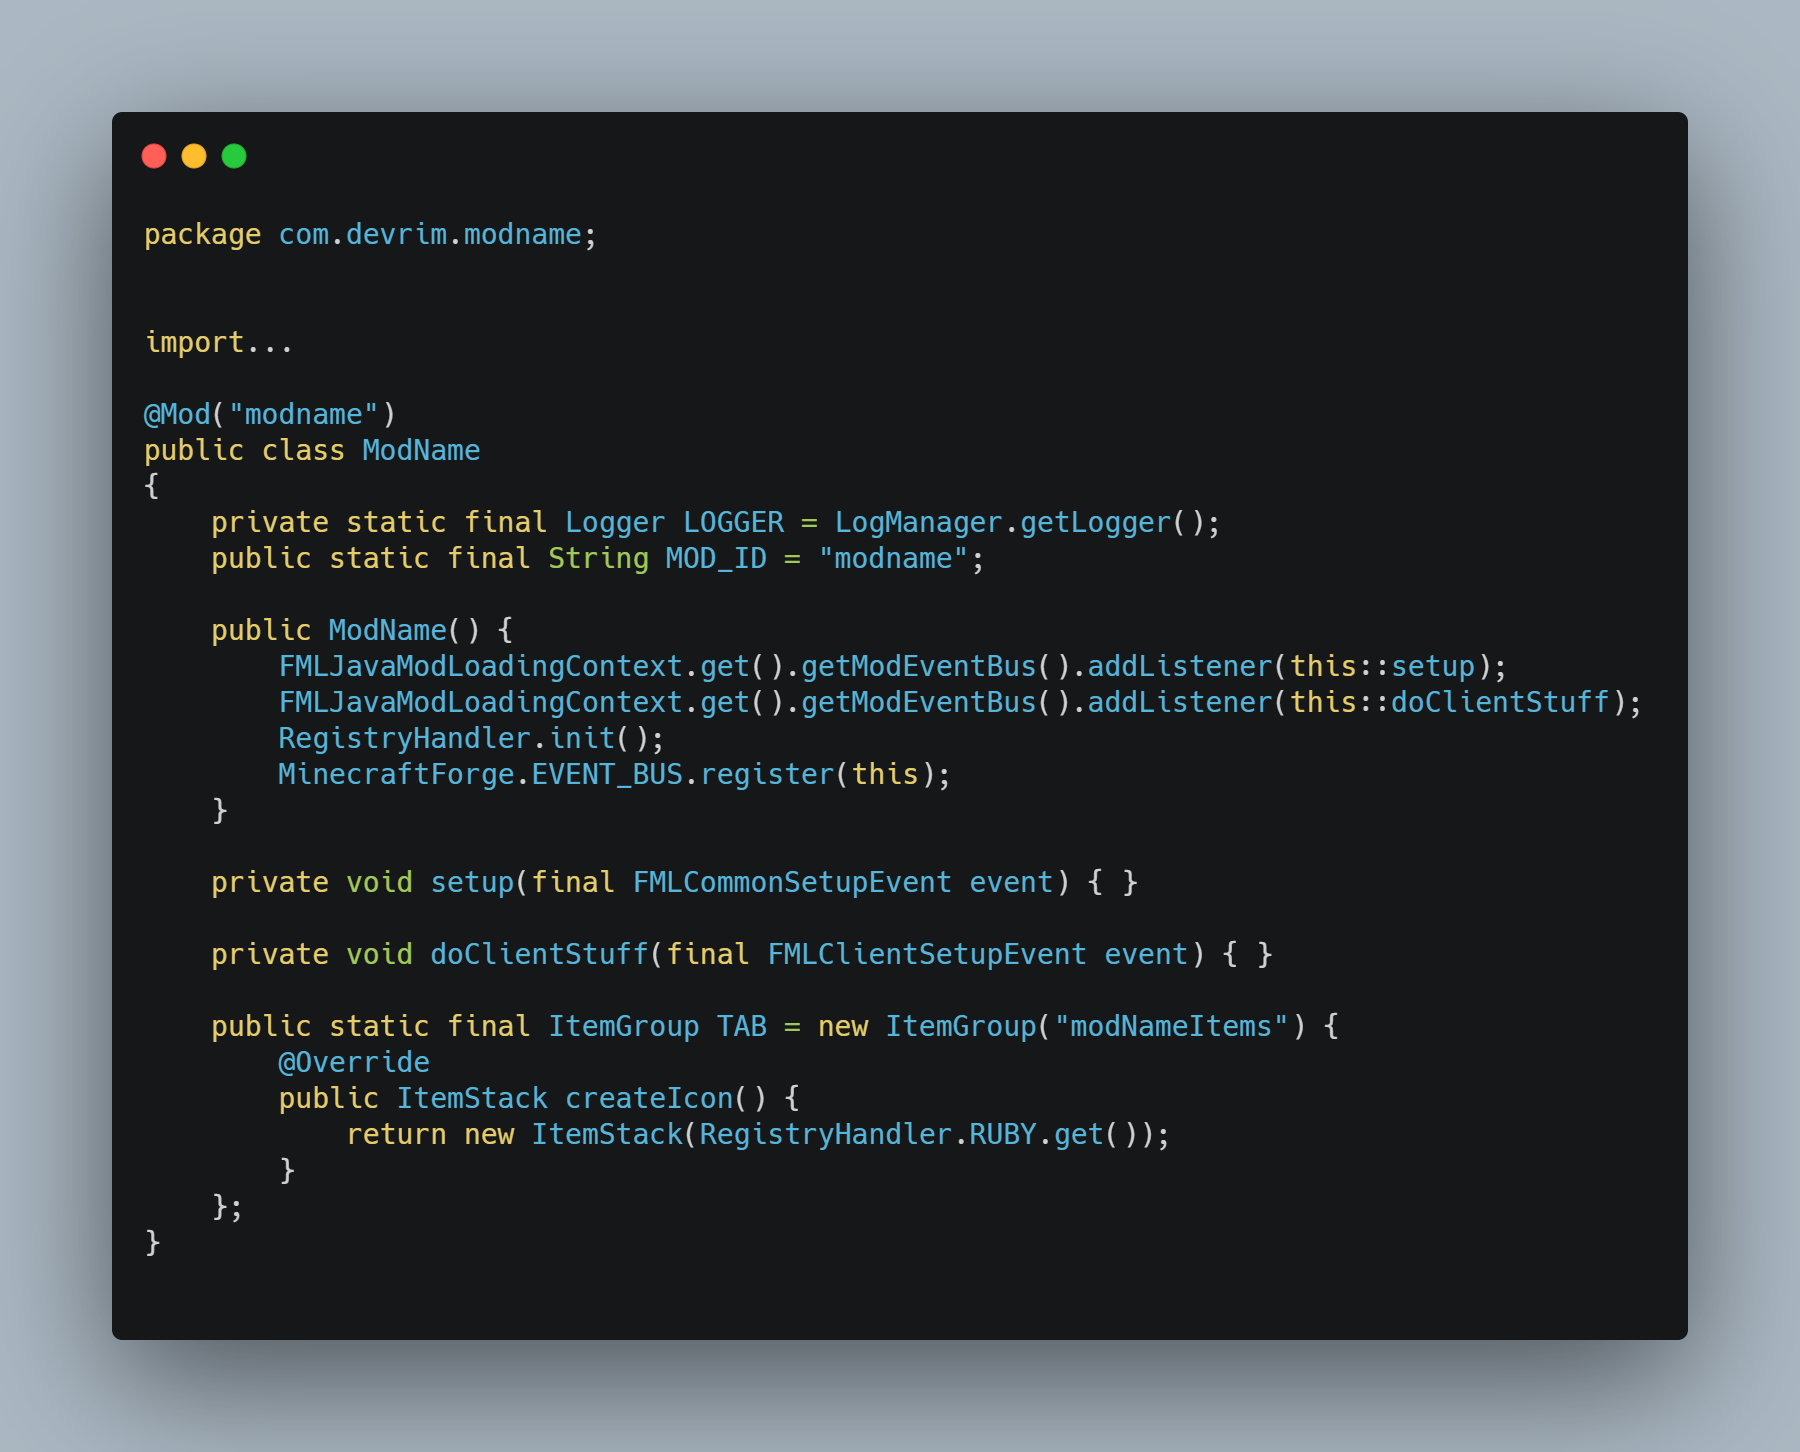 package com.devrim.modname;
import...
@Mod("modname")
public class ModName
{
    private static final Logger LOGGER = LogManager.getLogger();
    public static final String MOD_ID = "modname";
    public ModName() {
        FMLJavaModLoadingContext.get().getModEventBus().addListener(this::setup);
        FMLJavaModLoadingContext.get().getModEventBus().addListener(this::doClientStuff);
        RegistryHandler.init();
        MinecraftForge.EVENT_BUS.register(this);
    }
    private void setup(final FMLCommonSetupEvent event) { }
    private void doClientStuff(final FMLClientSetupEvent event) { }
    public static final ItemGroup TAB = new ItemGroup("modNameItems") {
        @Override
        public ItemStack createIcon() {
            return new ItemStack(RegistryHandler.RUBY.get());
        }
    };
}